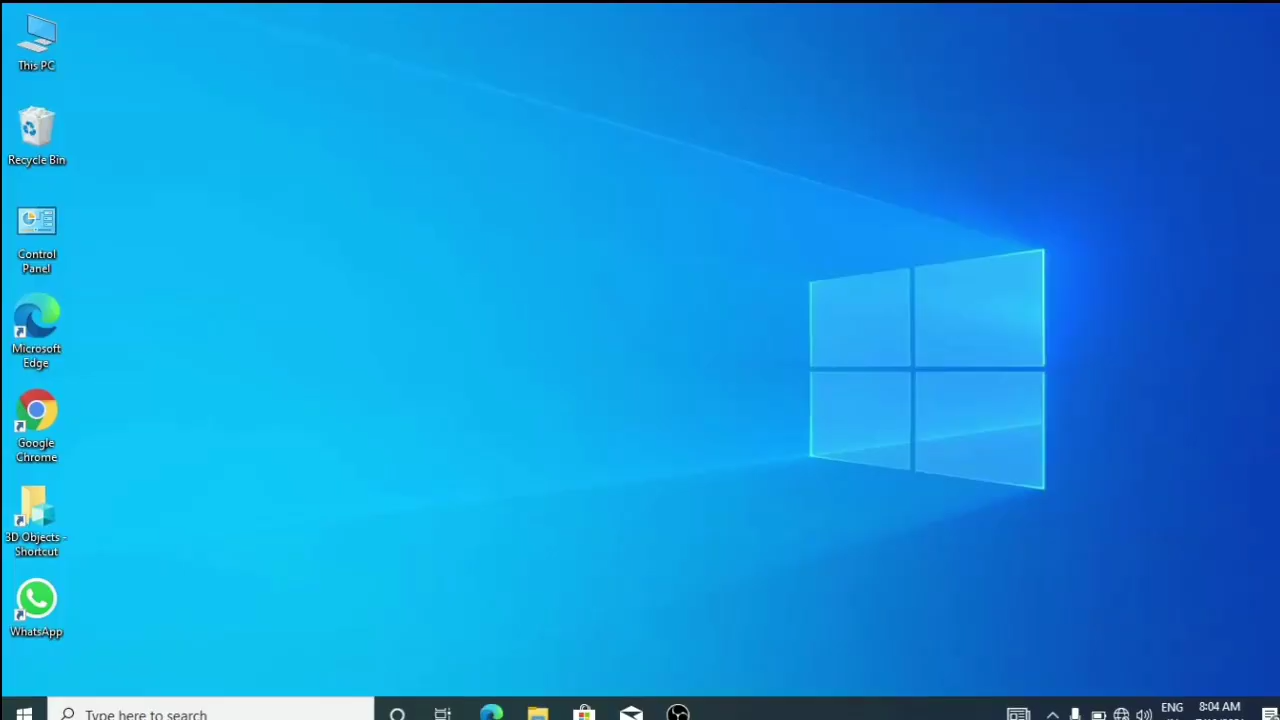 This PC
Recycle Bin
Control
Panel
Microsoft
Edge
Google
Chrome
3D Objects -
Shortcut
WhatsApp
Type here to search
ENG
8:04 AM